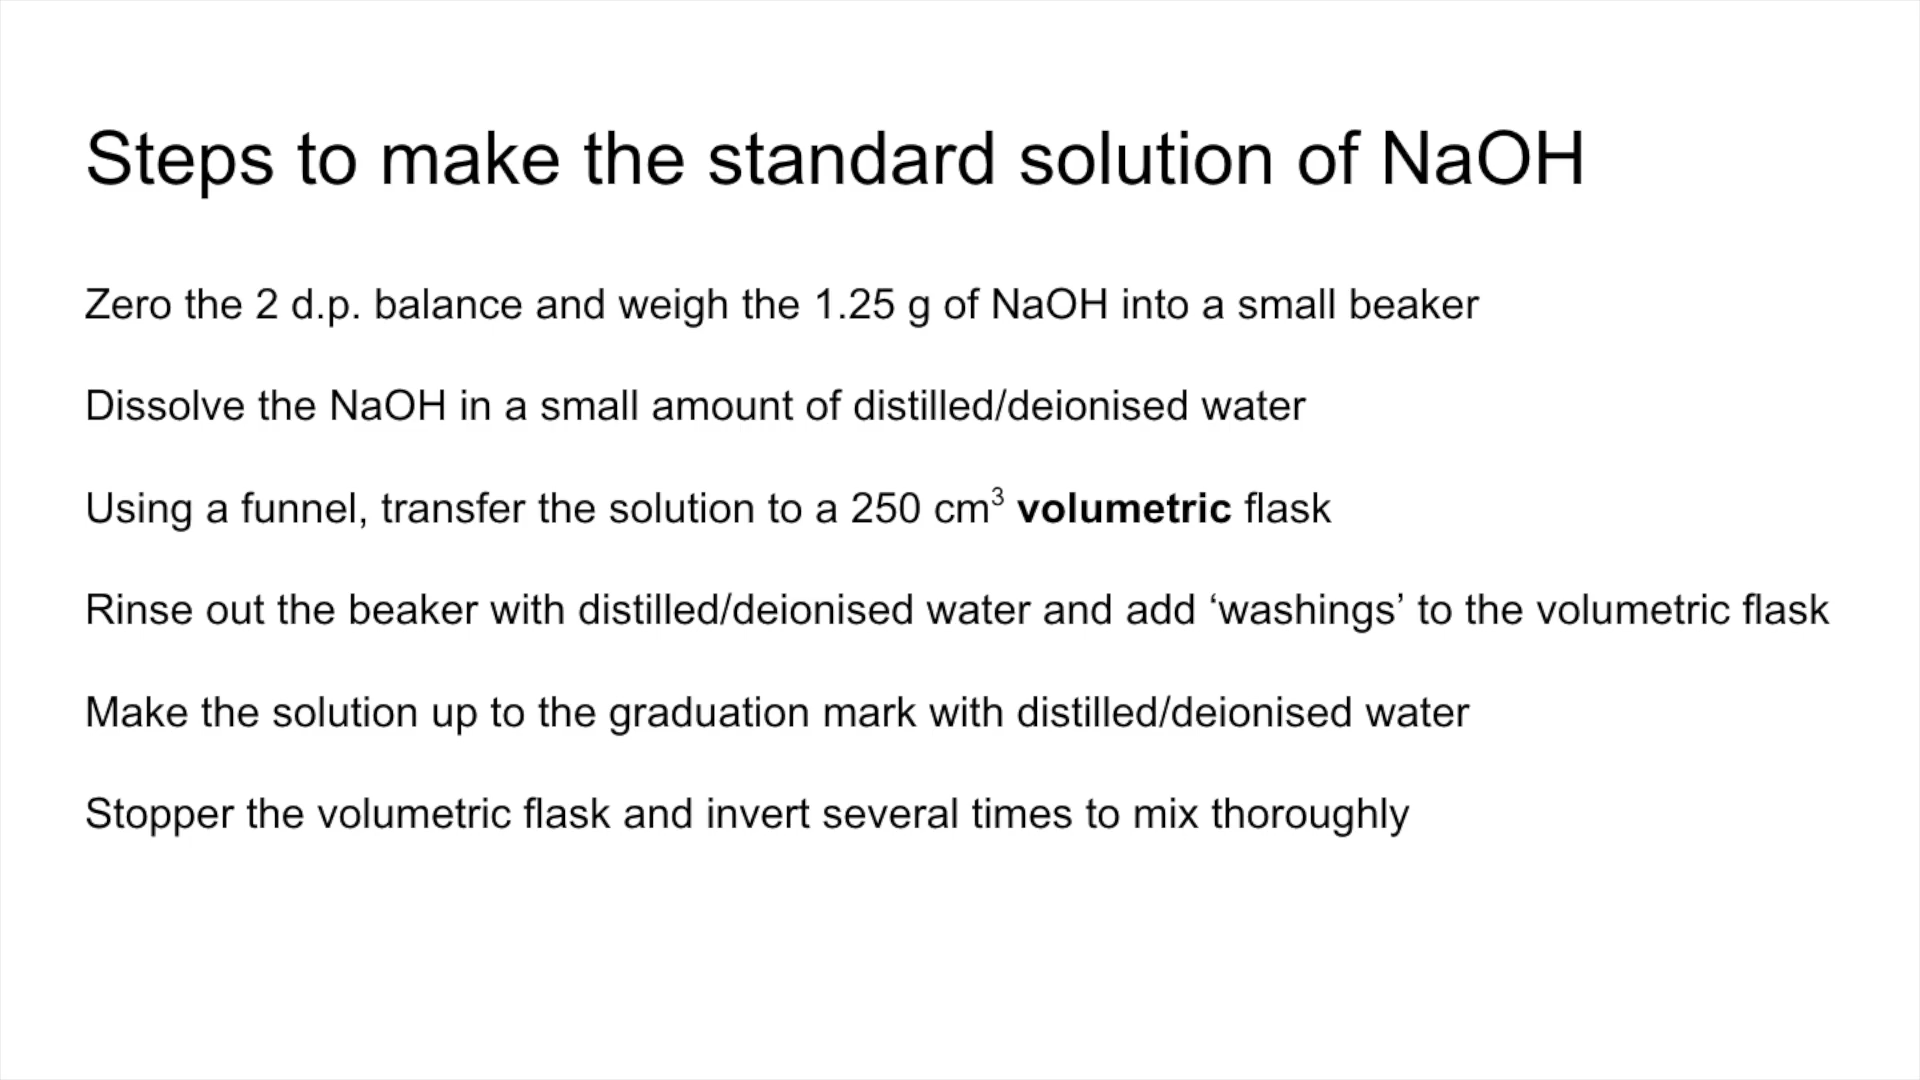 Steps to make the standard solution of NaOH
Zero the 2 d.p. balance and weigh the 1.25 g of NaOH into a small beaker
Dissolve the NaOH in a small amount of distilled/deionised water
Using a funnel, transfer the solution to a 250 cm³ volumetric flask
Rinse out the beaker with distilled/deionised water and add ‘washings’ to the volumetric flask
Make the solution up to the graduation mark with distilled/deionised water
Stopper the volumetric flask and invert several times to mix thoroughly